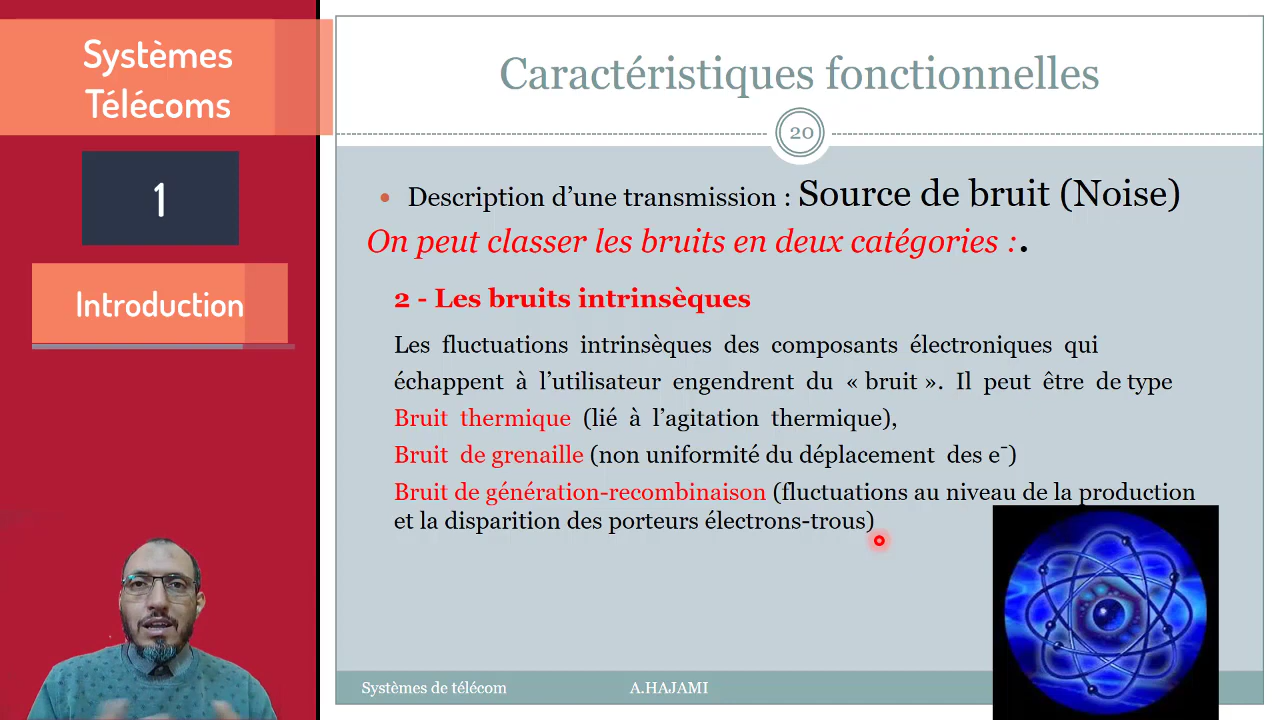 Systèmes
Télécoms
1
Introduction
Caractéristiques fonctionnelles
20
• Description d’une transmission : Source de bruit (Noise)
On peut classer les bruits en deux catégories :.
2 - Les bruits intrinsèques
Les fluctuations intrinsèques des composants électroniques qui
échappent à l’utilisateur engendrent du « bruit ». Il peut être de type
Bruit thermique (lié à l’agitation thermique),
Bruit de grenaille (non uniformité du déplacement des e⁻)
Bruit de génération-recombinaison (fluctuations au niveau de la production
et la disparition des porteurs électrons-trous)
Systèmes de télécom A.HAJAMI